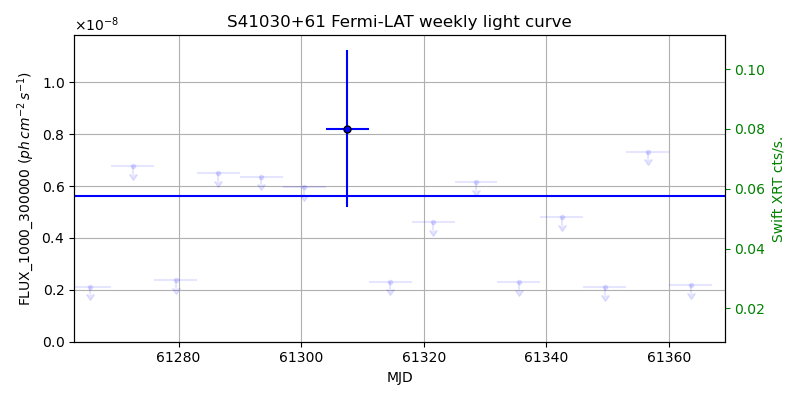 S41030+61 Fermi-LAT weekly light curve
×10⁻⁸
FLUX_1000_300000 (ph cm⁻² s⁻¹)
1.0
0.8
0.6
0.4
0.2
0.0
0.10
0.08
0.06
0.04
0.02
Swift XRT cts/s.
61280 61300 61320 61340 61360
MJD